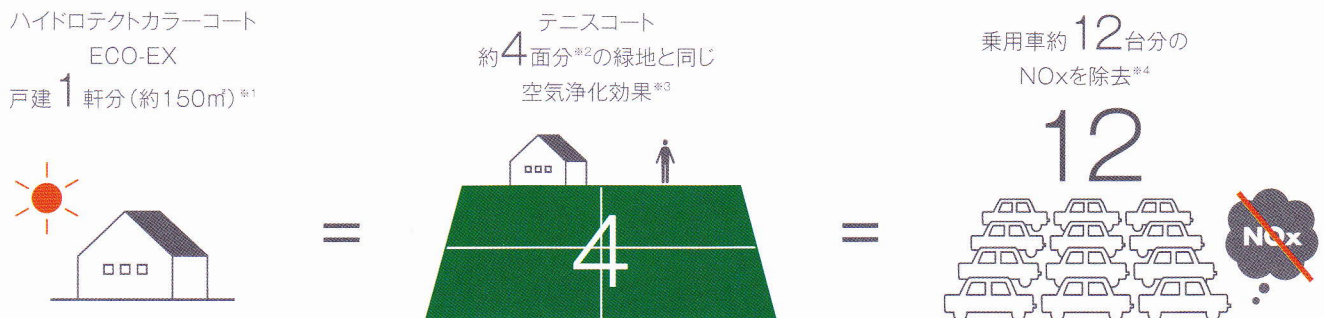 ハイドロテクトカラーコート
ECO-EX
戸建1軒分(約150㎡)※1
テニスコート
約4面分※2の緑地と同じ
空気浄化効果※3
4
乗用車約12台分の
NOxを除去※4
12
NOx